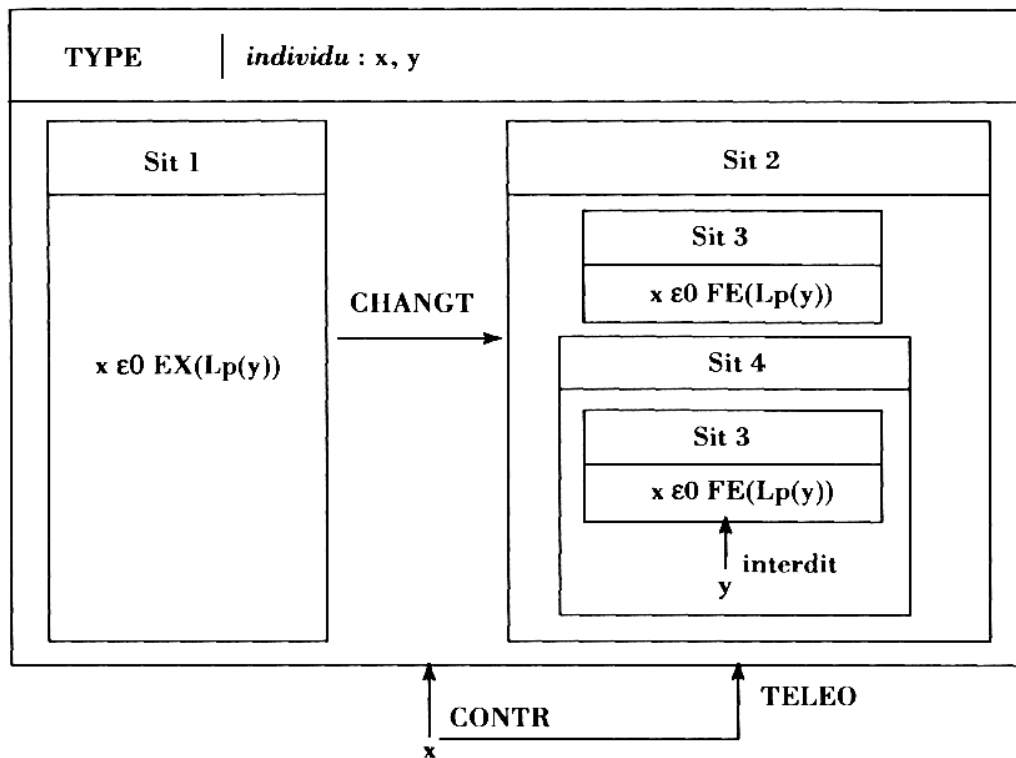 TYPE individu : x, y
Sit 1
x ε0 EX(Lp(y))
CHANGT
Sit 2
Sit 3
x ε0 FE(Lp(y))
Sit 4
Sit 3
x ε0 FE(Lp(y))
interdit
y
TELEO
CONTR
x